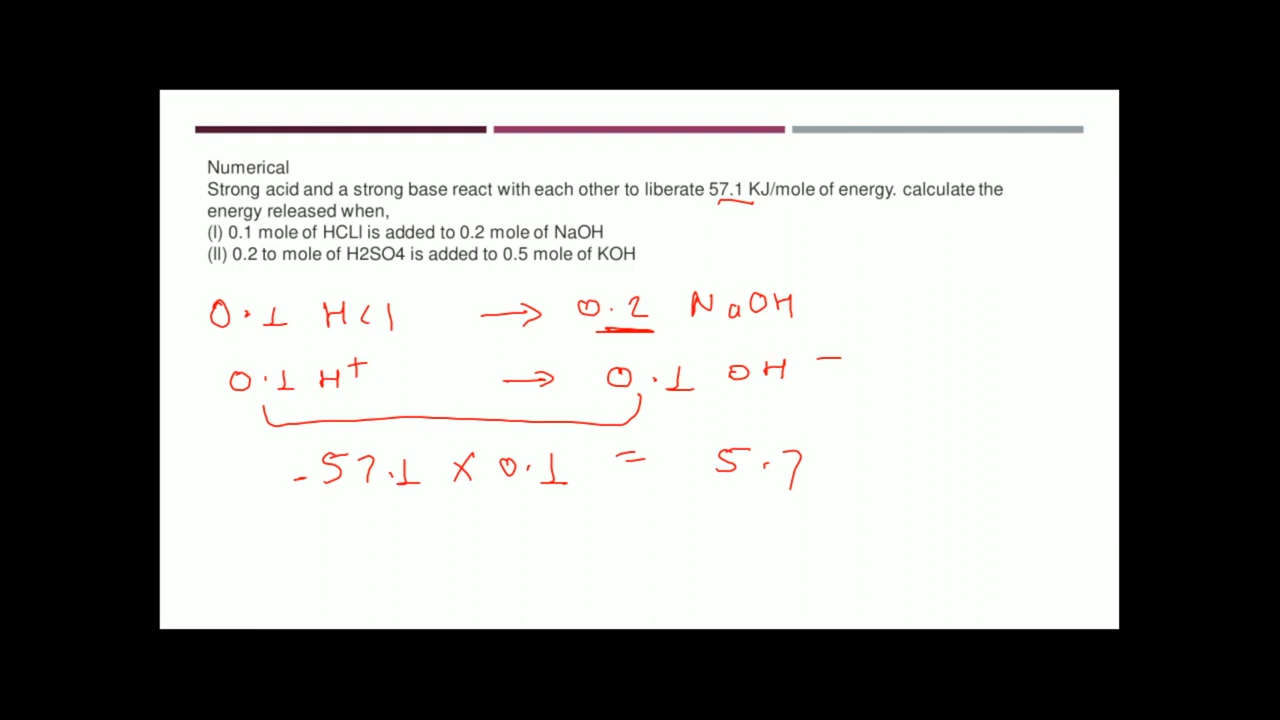 Numerical
Strong acid and a strong base react with each other to liberate 57.1 KJ/mole of energy. calculate the
energy released when,
(I) 0.1 mole of HCLI is added to 0.2 mole of NaOH
(II) 0.2 to mole of H2SO4 is added to 0.5 mole of KOH
0.1 HCl → 0.2 NaOH
0.1 H+ → 0.1 OH −
- 57.1 × 0.1 = 5.7